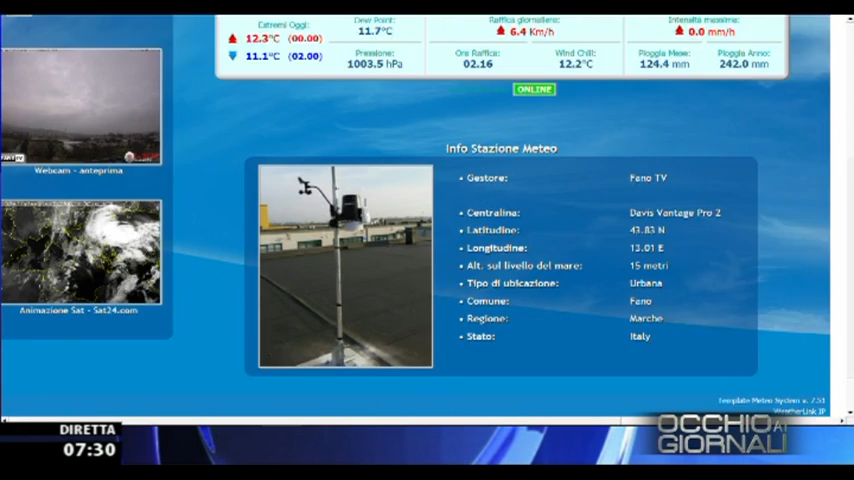 Estremi Oggi:
Dew Point:
Raffica giornaliera:
Intensità massima:
12.3°C (00.00)
11.7°C
6.4 Km/h
0.0 mm/h
11.1°C (02.00)
Pressione:
Ora Raffica:
Wind Chill:
Pioggia Mese:
Pioggia Anno:
1003.5 hPa
02.16
12.2°C
124.4 mm
242.0 mm
ONLINE
Webcam - anteprima
Animazione Sat - Sat24.com
Info Stazione Meteo
• Gestore: Fano TV
• Centralina: Davis Vantage Pro 2
• Latitudine: 43.83 N
• Longitudine: 13.01 E
• Alt. sul livello del mare: 15 metri
• Tipo di ubicazione: Urbana
• Comune: Fano
• Regione: Marche
• Stato: Italy
Template Meteo System v. 7.51
WeatherLink IP
DIRETTA
07:30
OCCHIO AI
GIORNALI